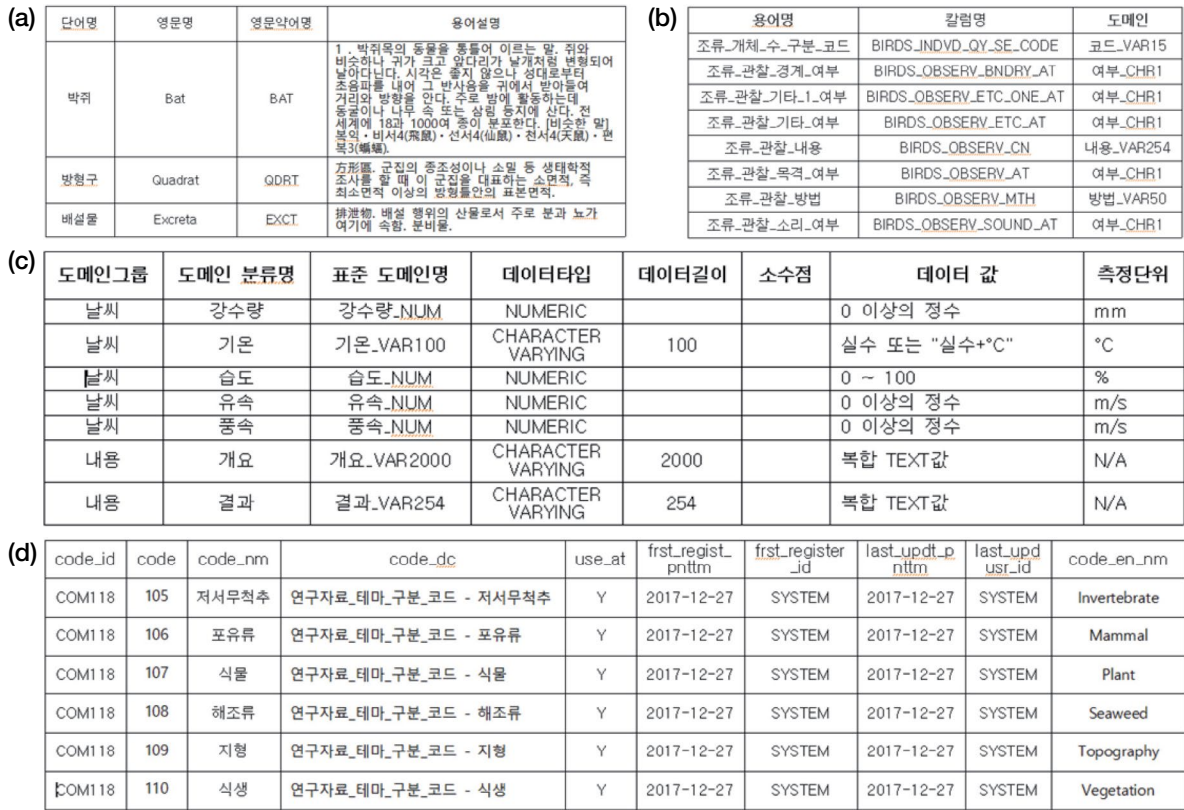 (a)
단어명 영문명 영문약어명 용어설명
박쥐 Bat BAT
1 . 박쥐목의 동물을 통틀어 이르는 말. 쥐와
비슷하나 귀가 크고 앞다리가 날개처럼 변형되어
날아다닌다. 시각은 좋지 않으나 성대로부터
초음파를 내어 그 반사음을 귀에서 받아들여
거리와 방향을 안다. 주로 밤에 활동하는데
동굴이나 나무 속 또는 삼림 등지에 산다. 전
세계에 18과 1000여 종이 분포한다. [비슷한 말]
복익·비서4(飛鼠)·선서4(仙鼠)·천서4(天鼠)·편
복3(蝙蝠).
방형구 Quadrat QDRT
方形區. 군집의 종조성이나 소밀 등 생태학적
조사를 할 때 이 군집을 대표하는 소면적, 즉
최소면적 이상의 방형틀안의 표본면적.
배설물 Excreta EXCT
排泄物. 배설 행위의 산물로서 주로 분과 뇨가
여기에 속함. 분비물.
(b)
용어명 칼럼명 도메인
조류_개체_수_구분_코드 BIRDS_INDVD_QY_SE_CODE 코드_VAR15
조류_관찰_경계_여부 BIRDS_OBSERV_BNDRY_AT 여부_CHR1
조류_관찰_기타_1_여부 BIRDS_OBSERV_ETC_ONE_AT 여부_CHR1
조류_관찰_기타_여부 BIRDS_OBSERV_ETC_AT 여부_CHR1
조류_관찰_내용 BIRDS_OBSERV_CN 내용_VAR254
조류_관찰_목격_여부 BIRDS_OBSERV_AT 여부_CHR1
조류_관찰_방법 BIRDS_OBSERV_MTH 방법_VAR50
조류_관찰_소리_여부 BIRDS_OBSERV_SOUND_AT 여부_CHR1
(c)
도메인그룹 도메인 분류명 표준 도메인명 데이터타입 데이터길이 소수점 데이터 값 측정단위
날씨 강수량 강수량_NUM NUMERIC 0 이상의 정수 mm
날씨 기온 기온_VAR100 CHARACTER VARYING 100 실수 또는 "실수+°C" °C
날씨 습도 습도_NUM NUMERIC 0 ~ 100 %
날씨 유속 유속_NUM NUMERIC 0 이상의 정수 m/s
날씨 풍속 풍속_NUM NUMERIC 0 이상의 정수 m/s
내용 개요 개요_VAR2000 CHARACTER VARYING 2000 복합 TEXT값 N/A
내용 결과 결과_VAR254 CHARACTER VARYING 254 복합 TEXT값 N/A
(d)
code_id code code_nm code_dc use_at frst_regist_pnttm frst_register_id last_updt_pnttm last_updusr_id code_en_nm
COM118 105 저서무척추 연구자료_테마_구분_코드 - 저서무척추 Y 2017-12-27 SYSTEM 2017-12-27 SYSTEM Invertebrate
COM118 106 포유류 연구자료_테마_구분_코드 - 포유류 Y 2017-12-27 SYSTEM 2017-12-27 SYSTEM Mammal
COM118 107 식물 연구자료_테마_구분_코드 - 식물 Y 2017-12-27 SYSTEM 2017-12-27 SYSTEM Plant
COM118 108 해조류 연구자료_테마_구분_코드 - 해조류 Y 2017-12-27 SYSTEM 2017-12-27 SYSTEM Seaweed
COM118 109 지형 연구자료_테마_구분_코드 - 지형 Y 2017-12-27 SYSTEM 2017-12-27 SYSTEM Topography
COM118 110 식생 연구자료_테마_구분_코드 - 식생 Y 2017-12-27 SYSTEM 2017-12-27 SYSTEM Vegetation